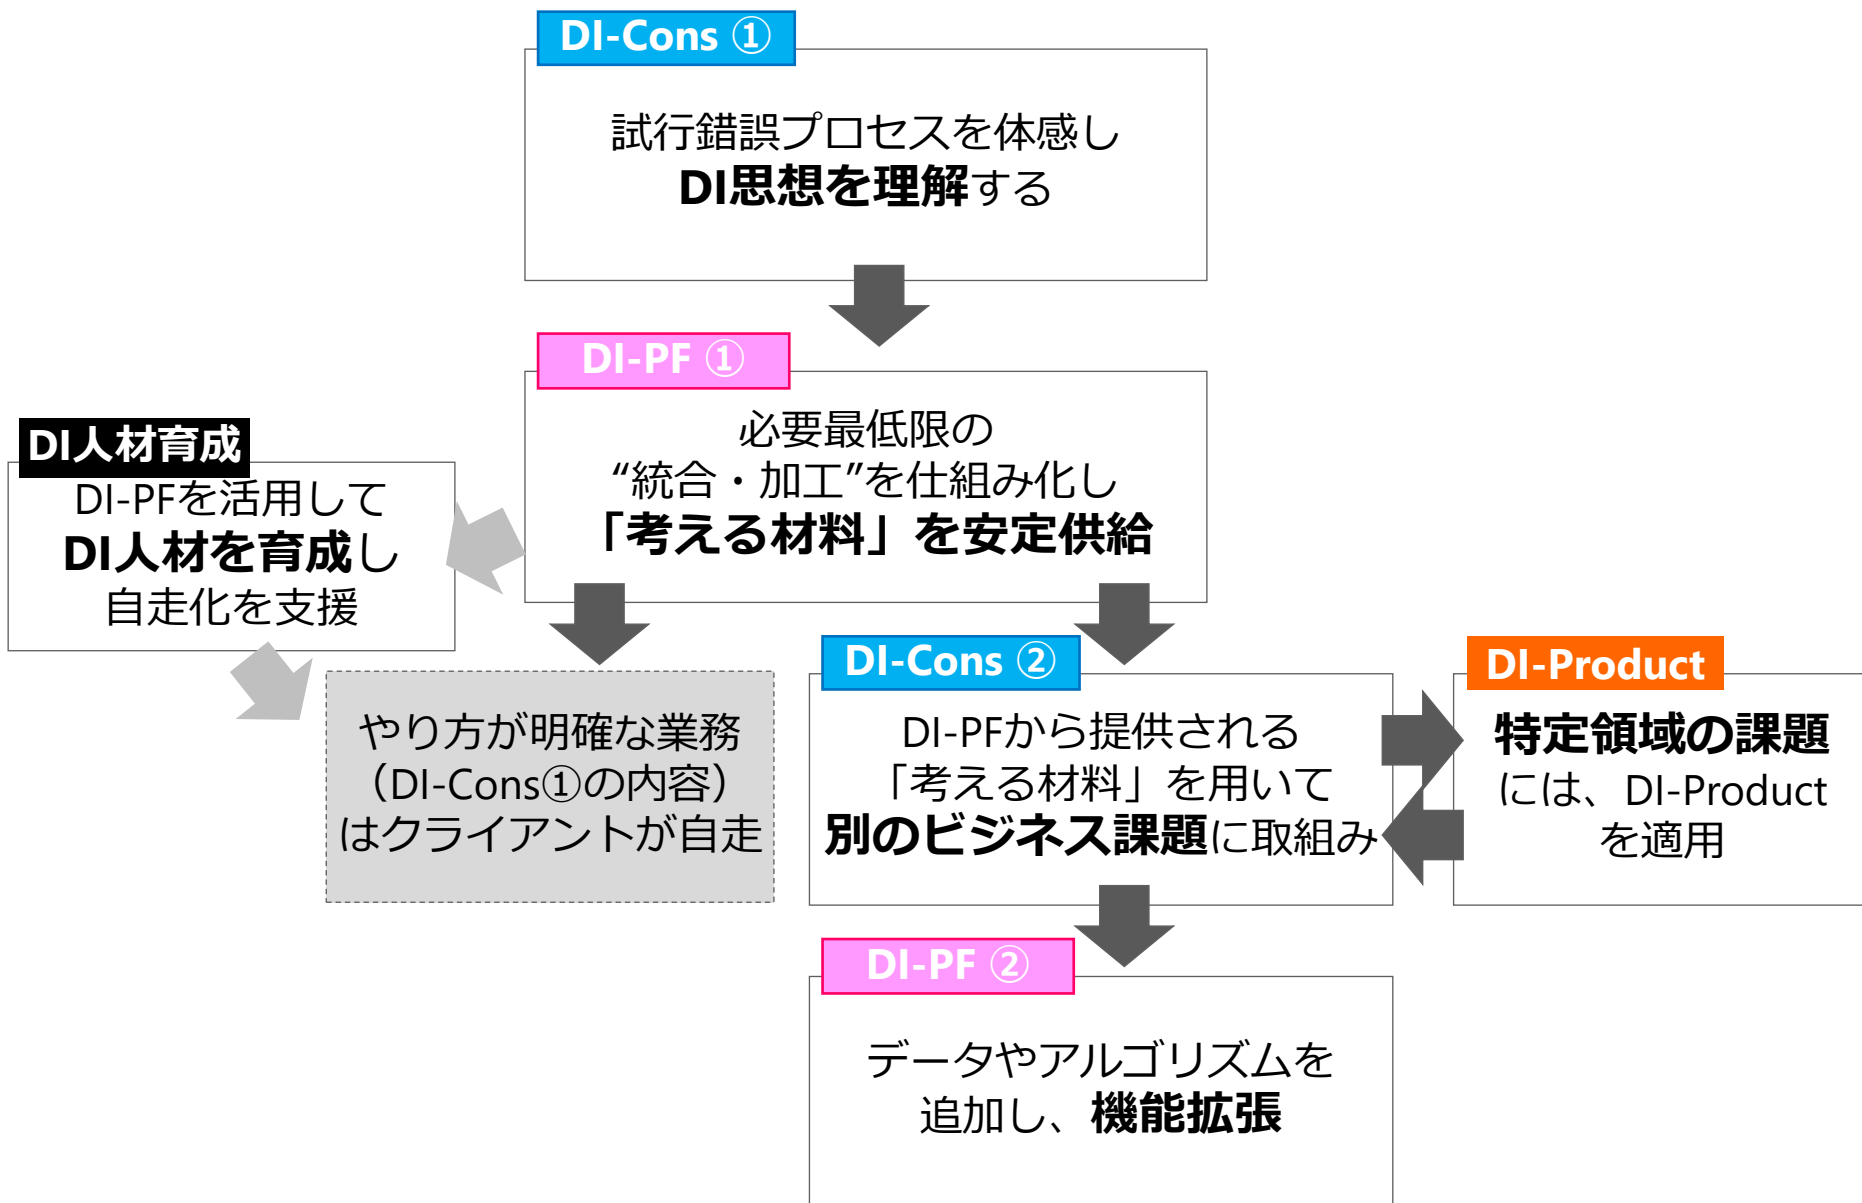 DI-Cons ①
試行錯誤プロセスを体感し
DI思想を理解する
DI-PF ①
必要最低限の
“統合・加工”を仕組み化し
「考える材料」を安定供給
DI人材育成
DI-PFを活用して
DI人材を育成し
自走化を支援
やり方が明確な業務
（DI-Cons①の内容）
はクライアントが自走
DI-Cons ②
DI-PFから提供される
「考える材料」を用いて
別のビジネス課題に取組み
DI-Product
特定領域の課題
には、DI-Product
を適用
DI-PF ②
データやアルゴリズムを
追加し、機能拡張